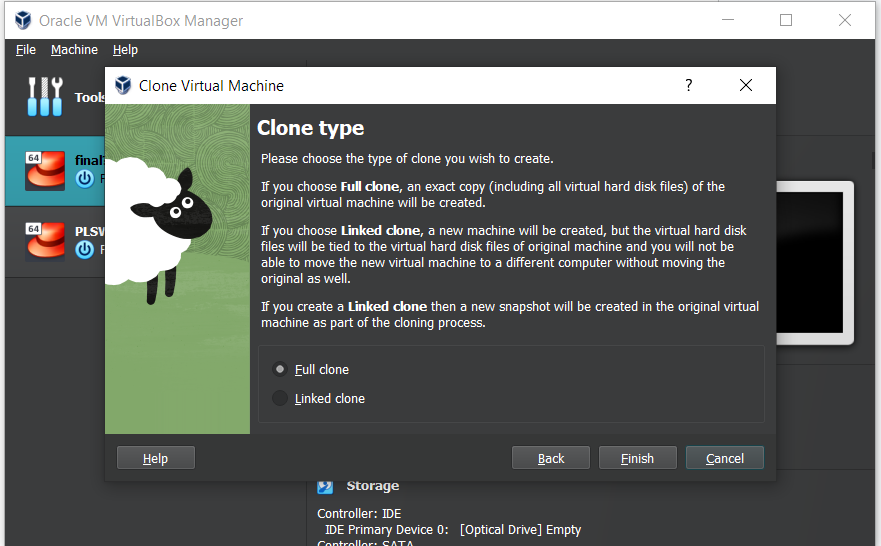 Oracle VM VirtualBox Manager
File Machine Help
Clone Virtual Machine
?
Tools
Clone type
Please choose the type of clone you wish to create.
64
If you choose Full clone, an exact copy (including all virtual hard disk files) of the
original virtual machine will be created.
64
If you choose Linked clone, a new machine will be created, but the virtual hard disk
files will be tied to the virtual hard disk files of original machine and you will not be
able to move the new virtual machine to a different computer without moving the
original as well.
If you create a Linked clone then a new snapshot will be created in the original virtual
machine as part of the cloning process.
Full clone
Linked clone
Help Back Finish Cancel
Storage
Controller: IDE
IDE Primary Device 0: [Optical Drive] Empty
Controller: SATA